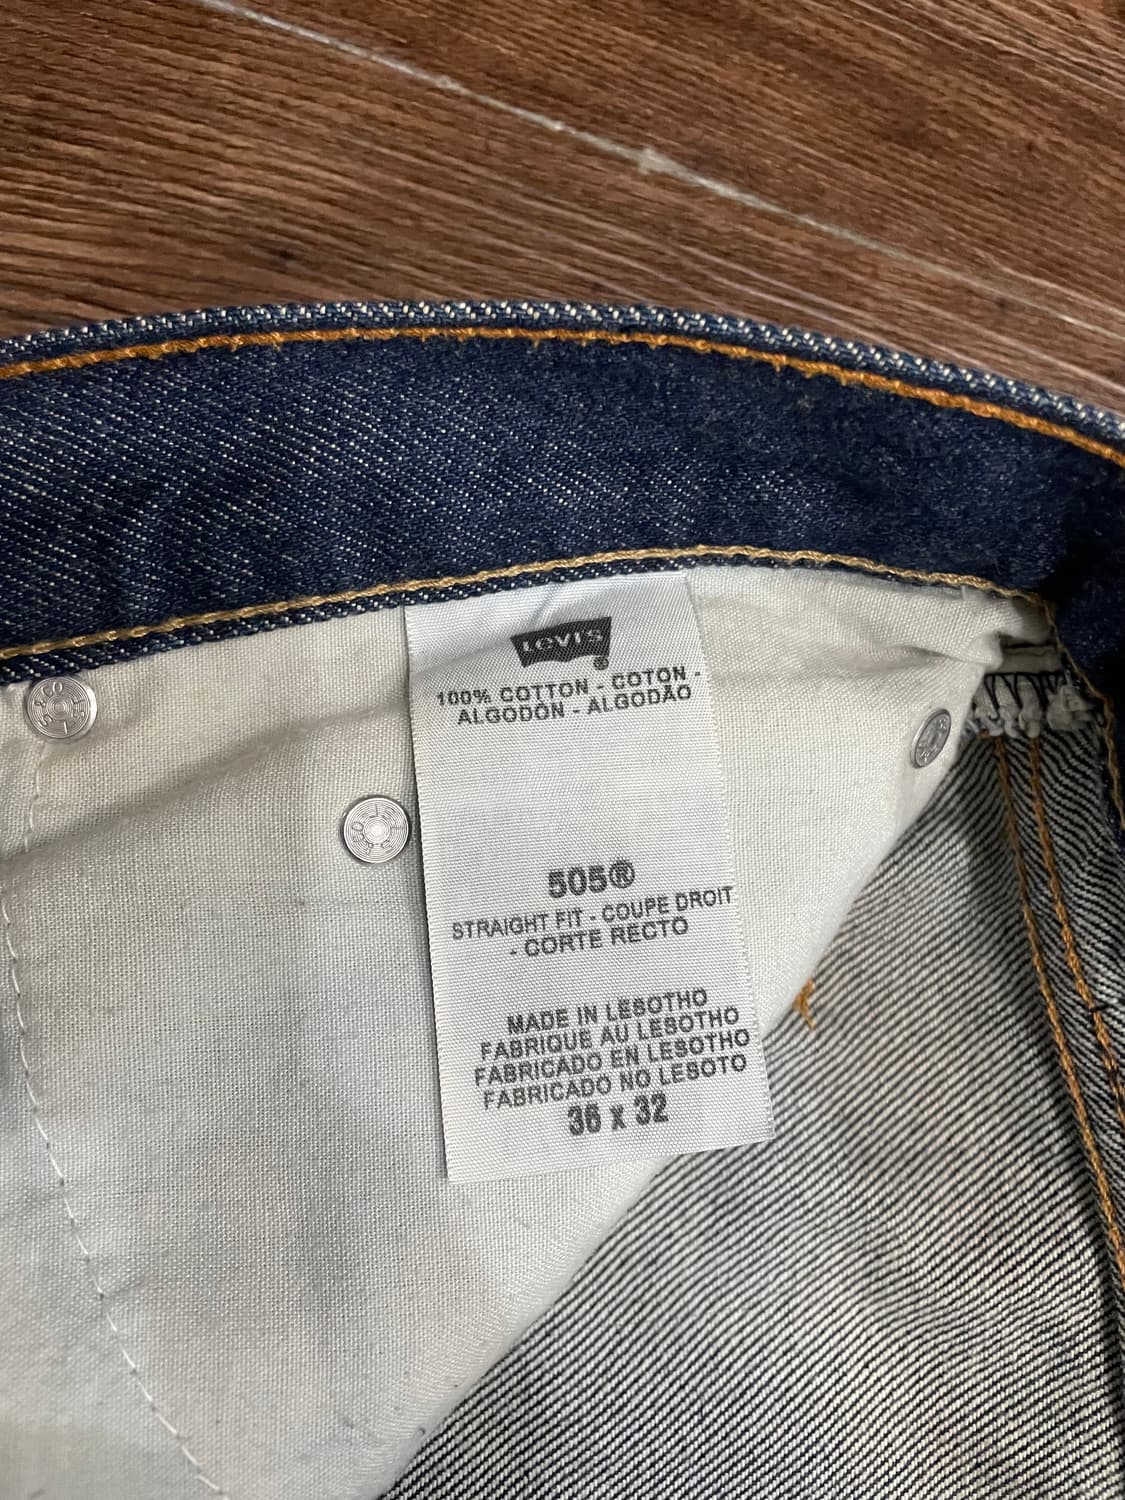 Levi's®
100% COTTON - COTON -
ALGODÓN - ALGODÃO
505®
STRAIGHT FIT - COUPE DROIT
- CORTE RECTO
MADE IN LESOTHO
FABRIQUE AU LESOTHO
FABRICADO EN LESOTHO
FABRICADO NO LESOTO
36 x 32